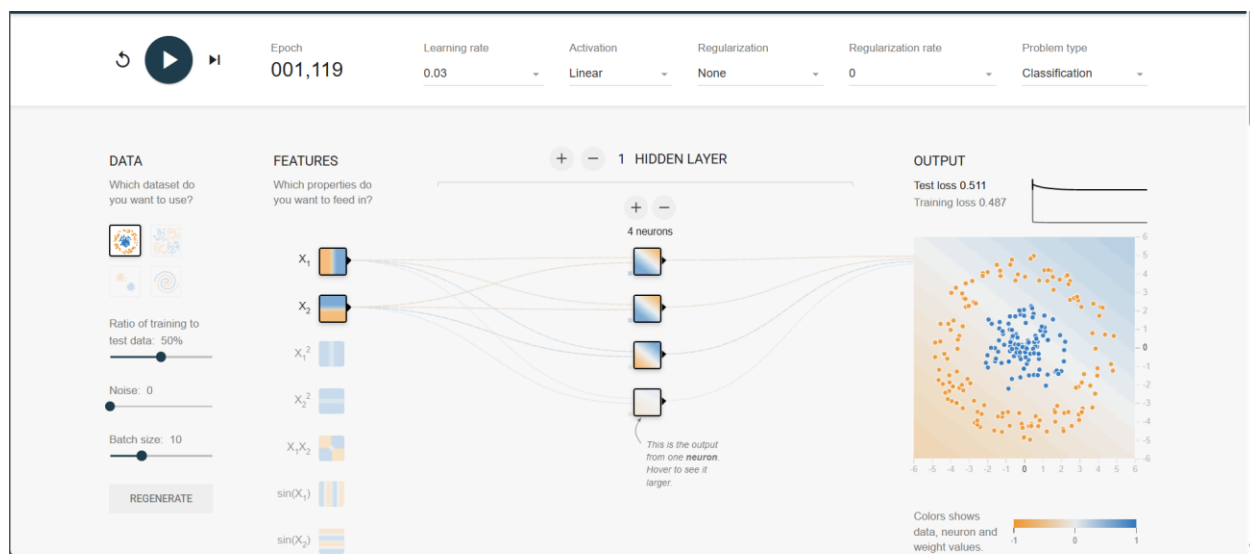 Epoch
001,119
Learning rate
0.03
Activation
Linear
Regularization
None
Regularization rate
0
Problem type
Classification
DATA
Which dataset do
you want to use?
Ratio of training to
test data: 50%
Noise: 0
Batch size: 10
REGENERATE
FEATURES
Which properties do
you want to feed in?
X1
X2
X1²
X2²
X1X2
sin(X1)
sin(X2)
+ − 1 HIDDEN LAYER
+ −
4 neurons
This is the output
from one neuron.
Hover to see it
larger.
OUTPUT
Test loss 0.511
Training loss 0.487
6
5
4
3
2
1
0
-1
-2
-3
-4
-5
-6
-6 -5 -4 -3 -2 -1 0 1 2 3 4 5 6
Colors shows
data, neuron and
weight values.
-1 0 1